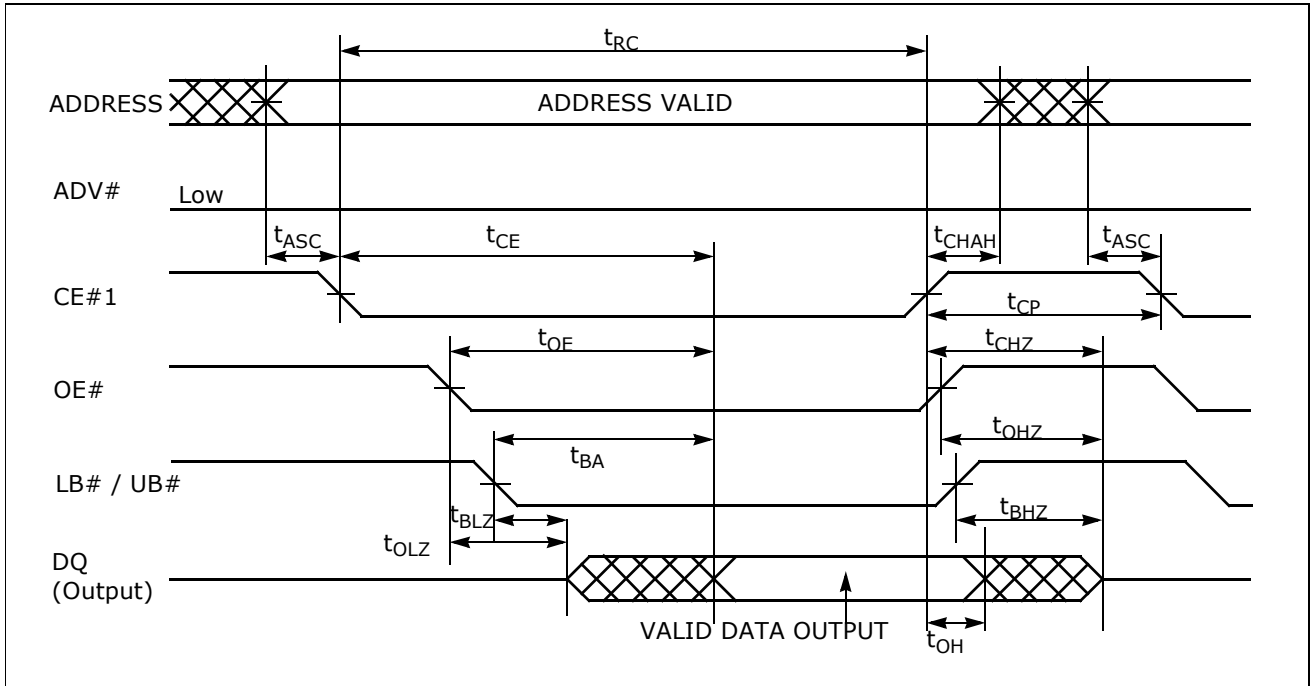 tRC
ADDRESS
ADDRESS VALID
ADV#
Low
tASC
tCE
tCHAH
tASC
CE#1
tCP
tOE
tCHZ
OE#
tOHZ
tBA
LB# / UB#
tBLZ
tBHZ
tOLZ
DQ
(Output)
VALID DATA OUTPUT
tOH